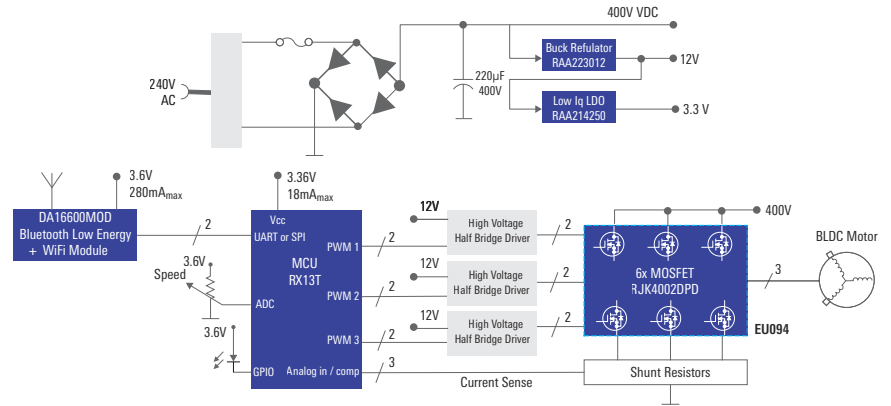 400V VDC
240V
AC
220µF
400V
Buck Refulator
RAA223012
12V
Low Iq LDO
RAA214250
3.3 V
3.6V
280mAmax
DA16600MOD
Bluetooth Low Energy
+ WiFi Module
2
3.36V
18mAmax
Vcc
UART or SPI
MCU
RX13T
PWM 1
2
PWM 2
2
PWM 3
2
ADC
GPIO
Analog in / comp
3
Speed
3.6V
3.6V
12V
High Voltage
Half Bridge Driver
2
12V
High Voltage
Half Bridge Driver
2
12V
High Voltage
Half Bridge Driver
2
Current Sense
400V
6x MOSFET
RJK4002DPD
EU094
Shunt Resistors
3
BLDC Motor